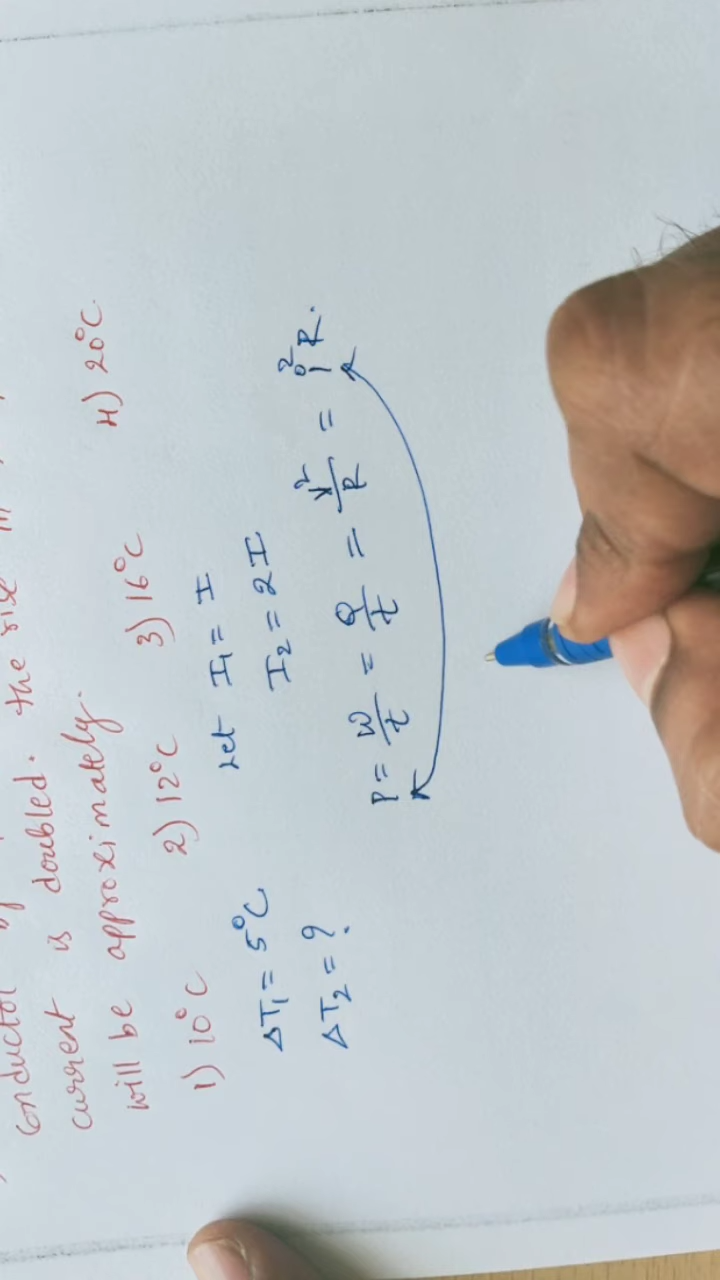 conductor
current is doubled. the rise
will be approximately.
1) 10°C 2) 12°C 3) 16°C 4) 20°C.
ΔT₁ = 5°C Let I₁ = I
ΔT₂ = ? I₂ = 2I
P = W/t = Q/t = V²/R = i²R.